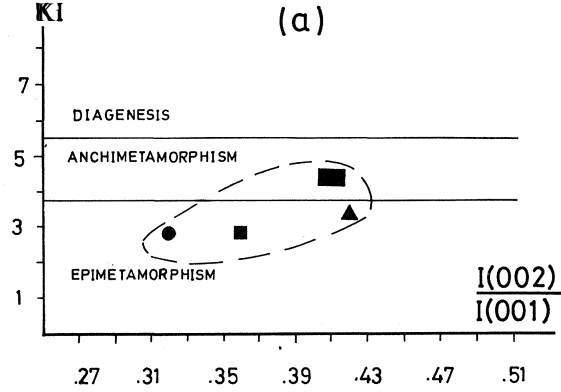 KI
(a)
7
DIAGENESIS
5
ANCHIMETAMORPHISM
3
EPIMETAMORPHISM
1
I(002)
I(001)
.27 .31 .35 .39 .43 .47 .51